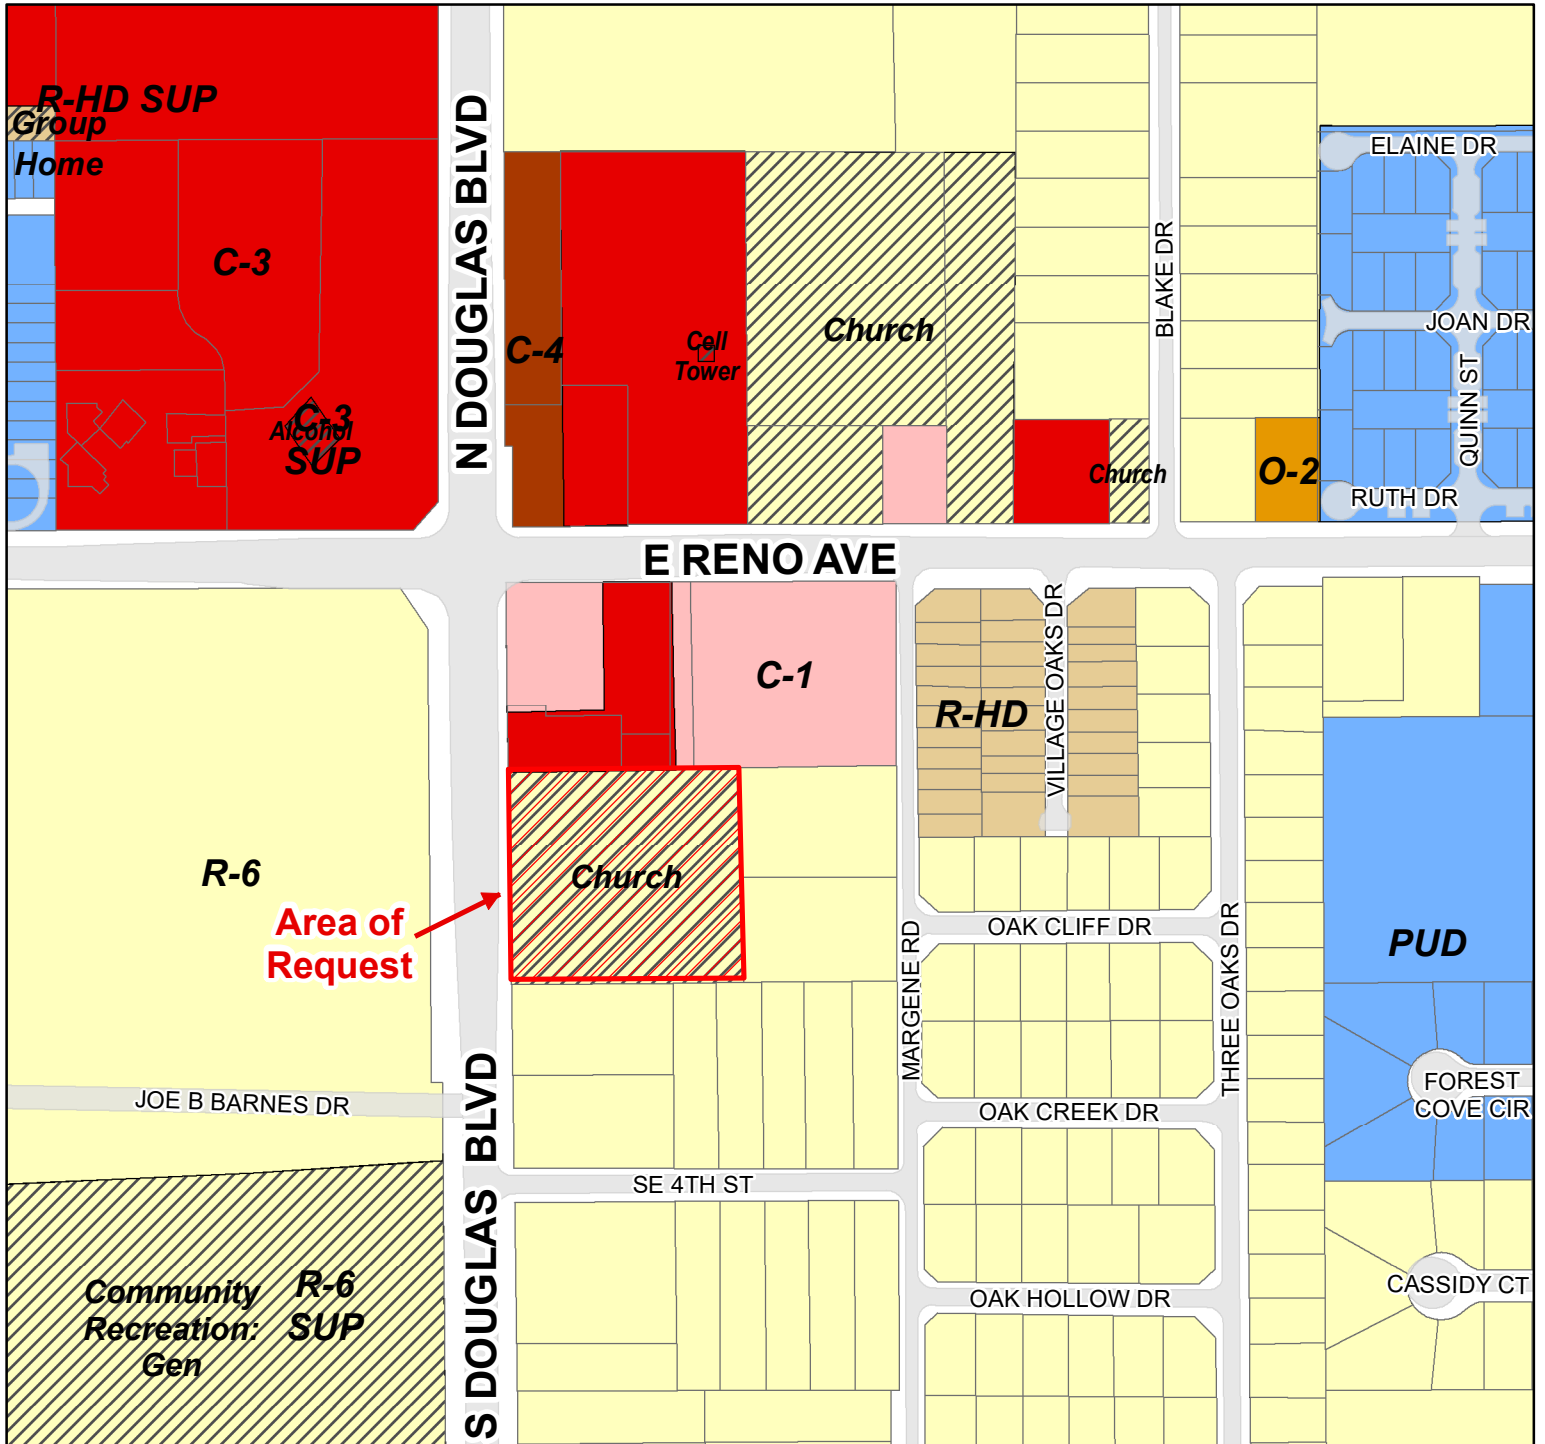 R-HD SUP
Group
Home
N DOUGLAS BLVD
ELAINE DR
C-3
BLAKE DR
JOAN DR
C-4
Cell
Tower
Church
QUINN ST
C-3
Alcohol
SUP
Church
O-2
RUTH DR
E RENO AVE
C-1
R-HD
VILLAGE OAKS DR
R-6
Church
Area of
Request
OAK CLIFF DR
MARGENE RD
THREE OAKS DR
PUD
JOE B BARNES DR
S DOUGLAS BLVD
OAK CREEK DR
FOREST
COVE CIR
SE 4TH ST
Community
Recreation:
Gen
R-6
SUP
OAK HOLLOW DR
CASSIDY CT